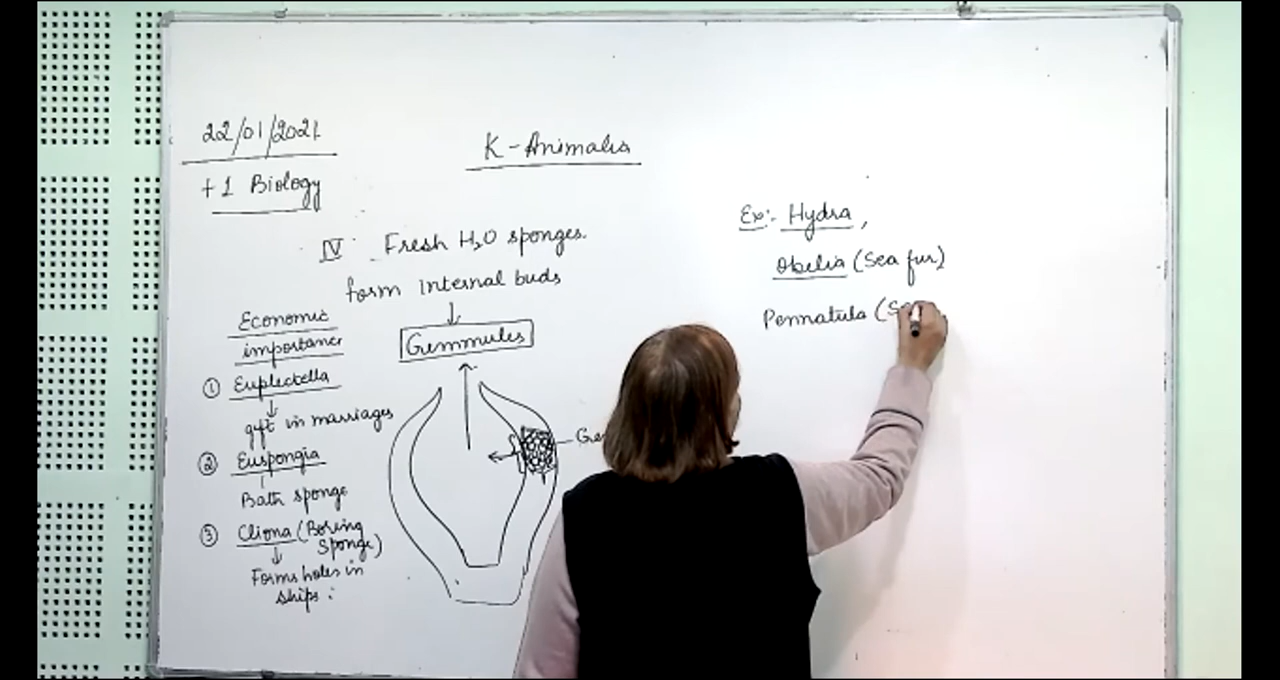 22/01/2021
+1 Biology
K-Animalia
IV Fresh H2O sponges.
form internal buds
↓
Gemmules
Economic
importance
① Euplectella
↓
gift in marriages
② Euspongia
Bath sponge
③ Cliona (Boring
Sponge)
↓
Forms holes in
ships:
Ge
Ex:- Hydra,
Obelia (Sea fur)
Pennatula (S